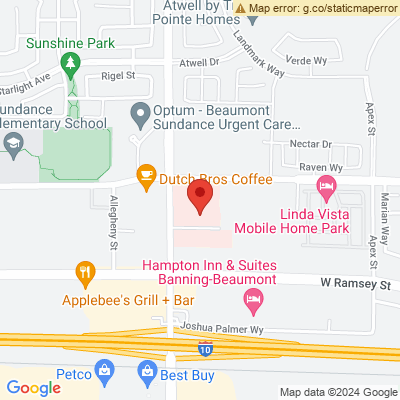 Map error: g.co/staticmaperror
Atwell by Tri
Pointe Homes
Sunshine Park
Landmark Way
Verde Wy
Atwell Dr
Rigel St
Starlight Ave
Apex St
Optum - Beaumont
Sundance Urgent Care...
undance
lementary School
Nectar Dr
Raven Wy
Dutch Bros Coffee
Allegheny St
Linda Vista
Mobile Home Park
Marian Way
Apex St
Hampton Inn & Suites
Banning-Beaumont
W Ramsey St
Applebee's Grill + Bar
Joshua Palmer Wy
10
Petco
Best Buy
Google
Map data ©2024 Google